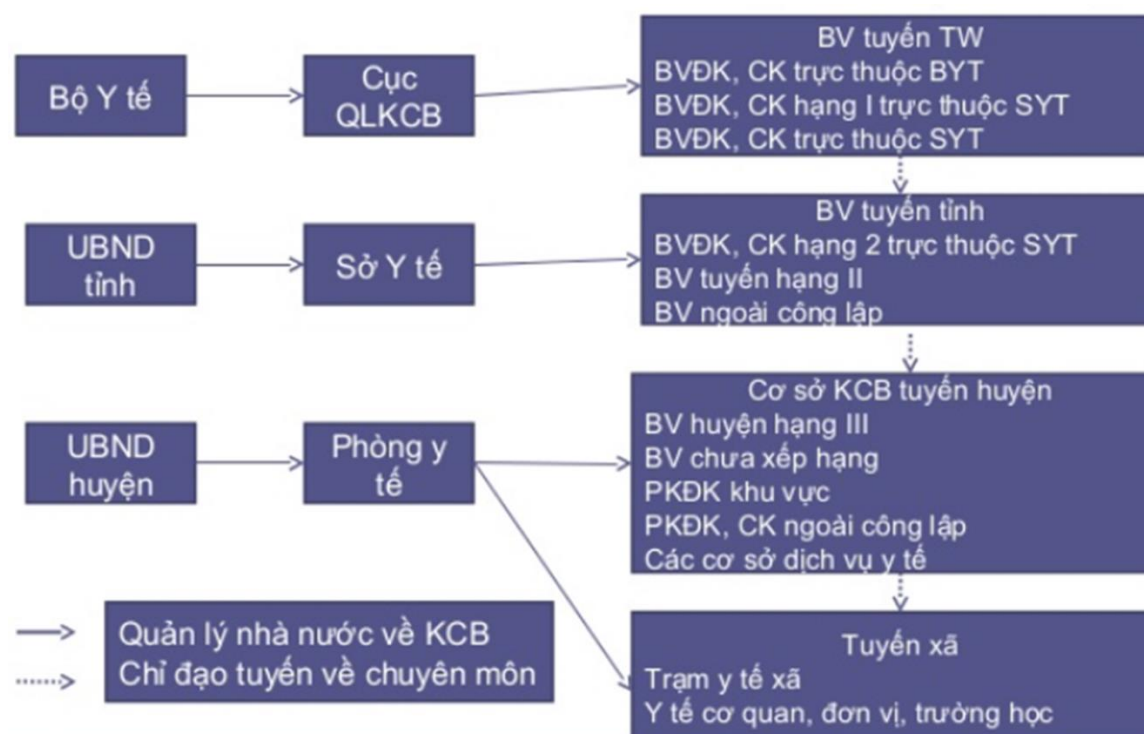 Bộ Y tế
Cục
QLKCB
BV tuyến TW
BVĐK, CK trực thuộc BYT
BVĐK, CK hạng I trực thuộc SYT
BVĐK, CK trực thuộc SYT
UBND
tỉnh
Sở Y tế
BV tuyến tỉnh
BVĐK, CK hạng 2 trực thuộc SYT
BV tuyến hạng II
BV ngoài công lập
UBND
huyện
Phòng y
tế
Cơ sở KCB tuyến huyện
BV huyện hạng III
BV chưa xếp hạng
PKĐK khu vực
PKĐK, CK ngoài công lập
Các cơ sở dịch vụ y tế
Quản lý nhà nước về KCB
Chỉ đạo tuyến về chuyên môn
Tuyến xã
Trạm y tế xã
Y tế cơ quan, đơn vị, trường học